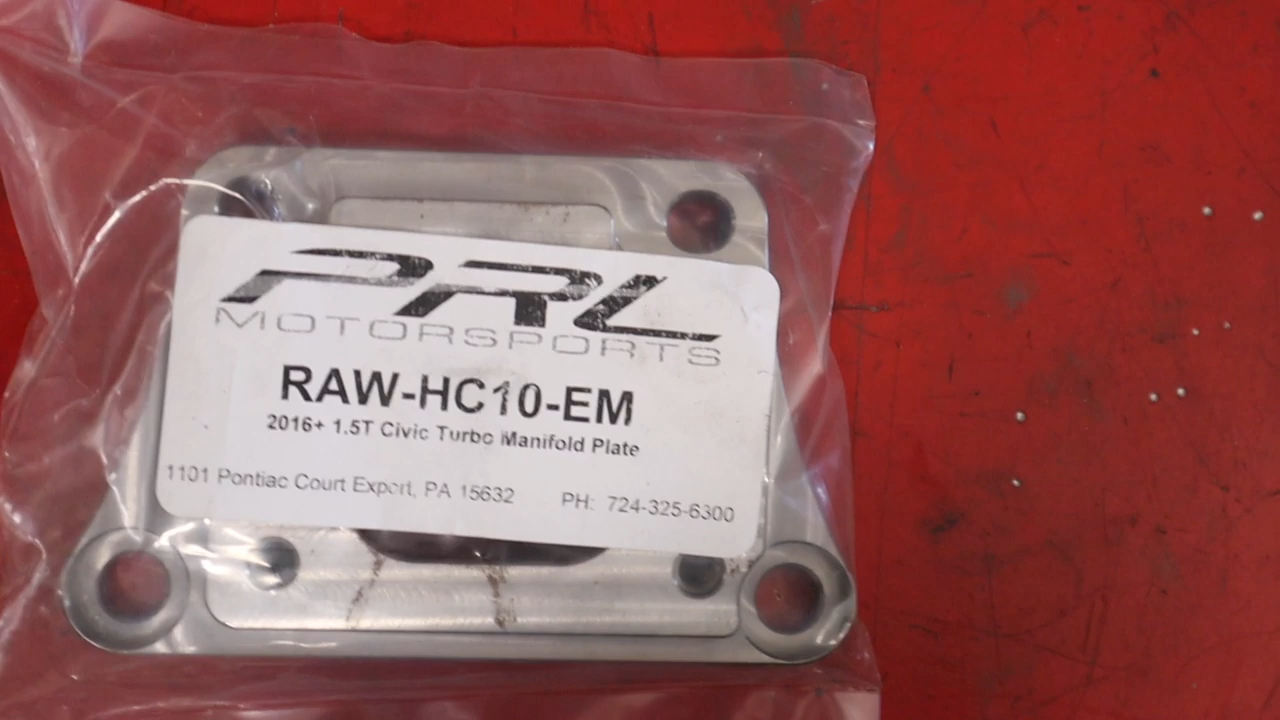 PRL
MOTORSPORTS
RAW-HC10-EM
2016+ 1.5T Civic Turbo Manifold Plate
1101 Pontiac Court Export, PA 15632 PH: 724-325-6300